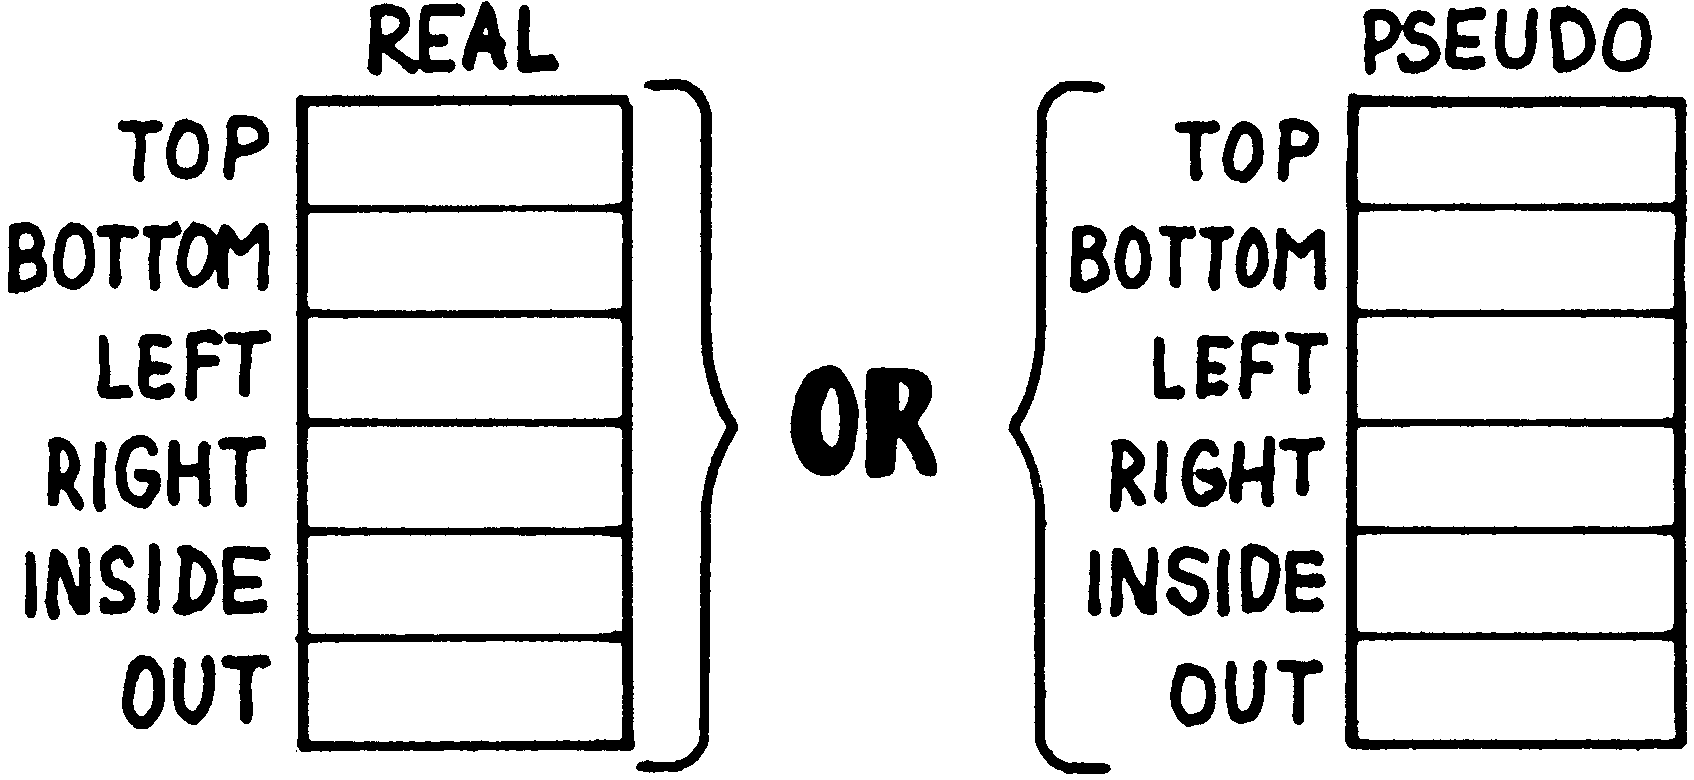 REAL
TOP
BOTTOM
LEFT
RIGHT
INSIDE
OUT
OR
PSEUDO
TOP
BOTTOM
LEFT
RIGHT
INSIDE
OUT